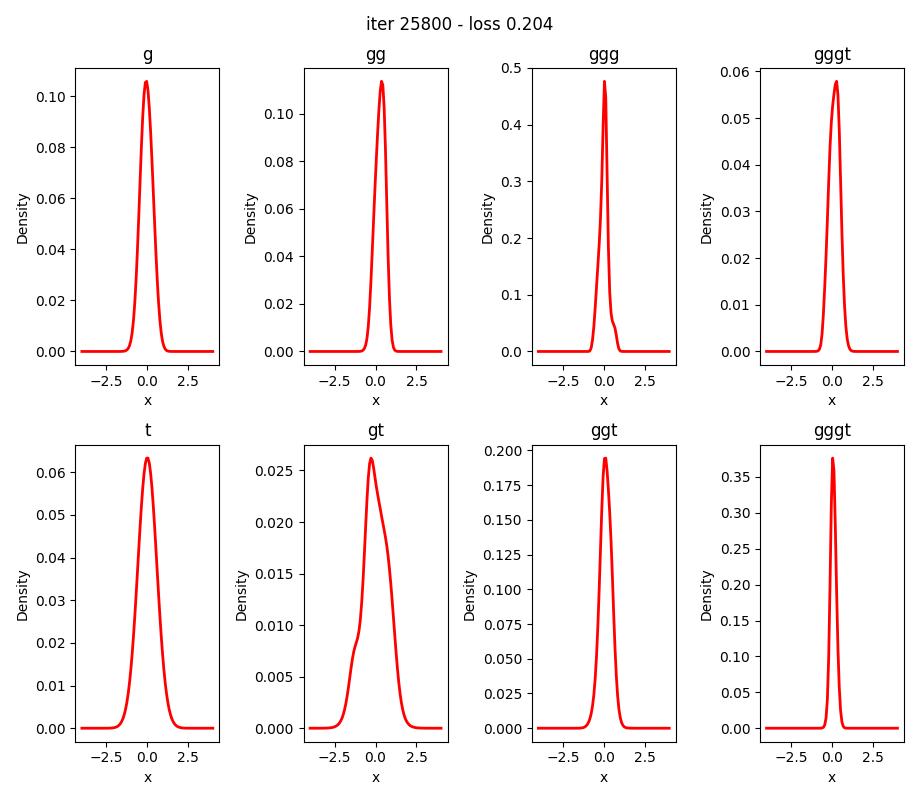 iter 25800 - loss 0.204
g
gg
ggg
gggt
0.10
0.08
0.06
0.04
0.02
0.00
Density
−2.5 0.0 2.5
x
0.10
0.08
0.06
0.04
0.02
0.00
Density
−2.5 0.0 2.5
x
0.5
0.4
0.3
0.2
0.1
0.0
Density
−2.5 0.0 2.5
x
0.06
0.05
0.04
0.03
0.02
0.01
0.00
Density
−2.5 0.0 2.5
x
t
gt
ggt
gggt
0.06
0.05
0.04
0.03
0.02
0.01
0.00
Density
−2.5 0.0 2.5
x
0.025
0.020
0.015
0.010
0.005
0.000
Density
−2.5 0.0 2.5
x
0.200
0.175
0.150
0.125
0.100
0.075
0.050
0.025
0.000
Density
−2.5 0.0 2.5
x
0.35
0.30
0.25
0.20
0.15
0.10
0.05
0.00
Density
−2.5 0.0 2.5
x